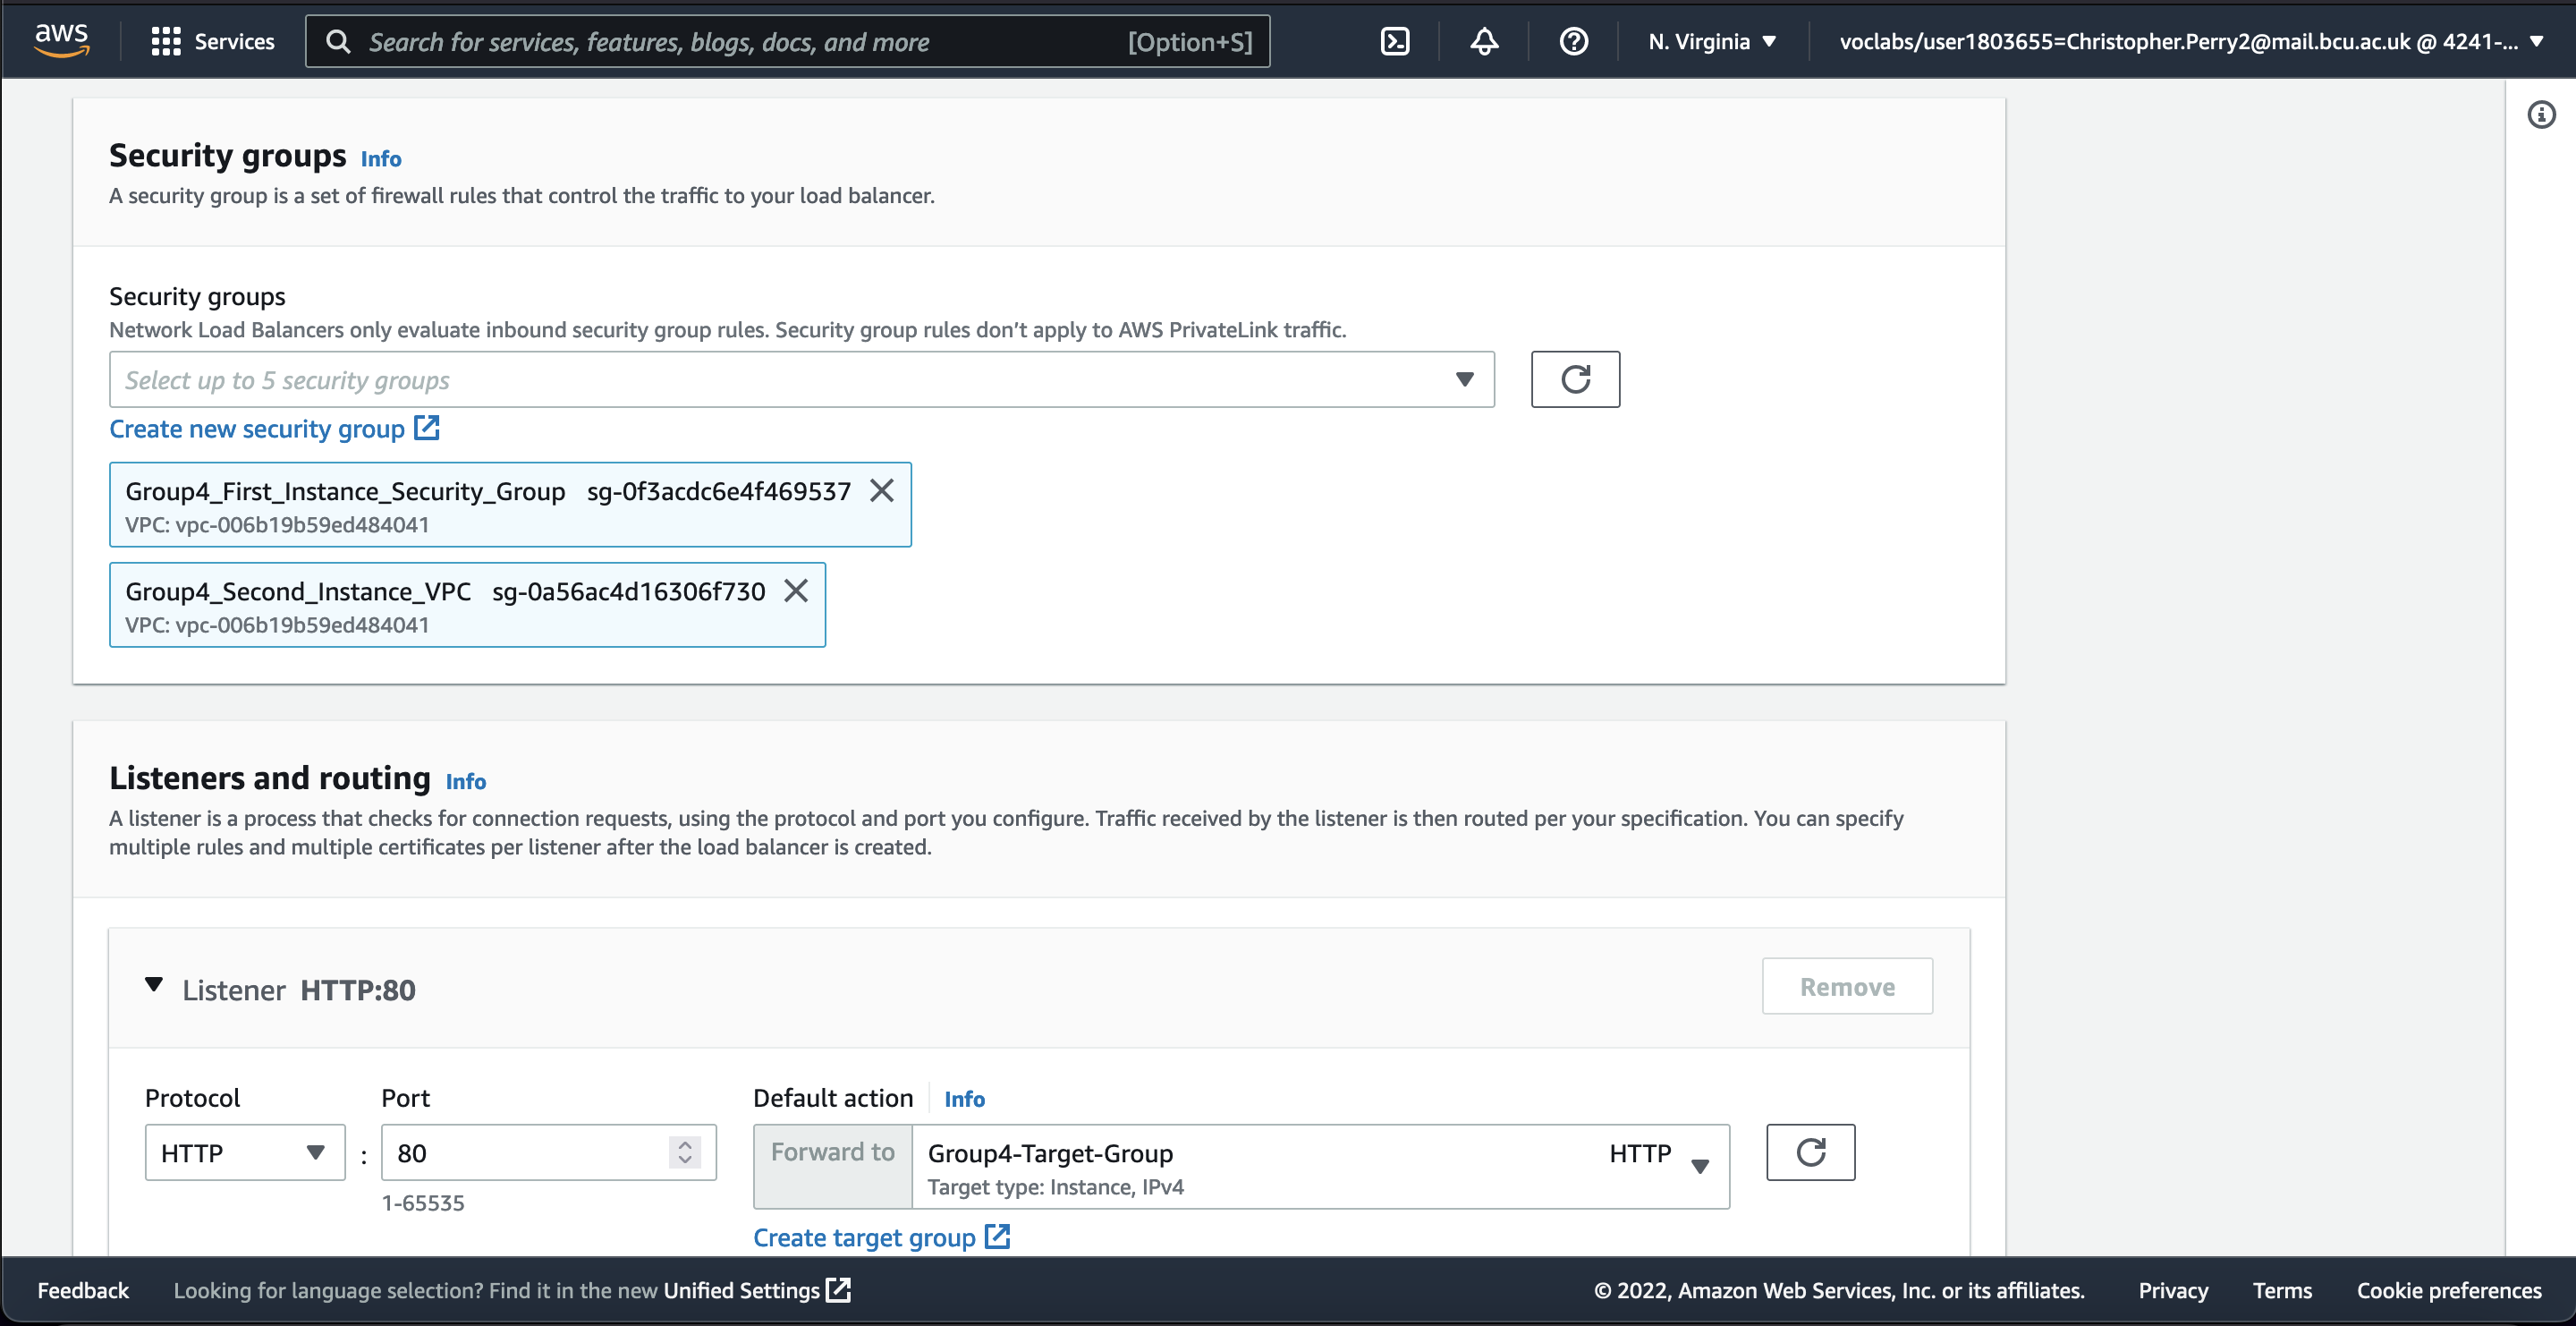 aws
Services
Search for services, features, blogs, docs, and more
[Option+S]
N. Virginia
voclabs/user1803655=Christopher.Perry2@mail.bcu.ac.uk @ 4241-...
Security groups Info
A security group is a set of firewall rules that control the traffic to your load balancer.
Security groups
Network Load Balancers only evaluate inbound security group rules. Security group rules don’t apply to AWS PrivateLink traffic.
Select up to 5 security groups
Create new security group
Group4_First_Instance_Security_Group sg-0f3acdc6e4f469537
VPC: vpc-006b19b59ed484041
Group4_Second_Instance_VPC sg-0a56ac4d16306f730
VPC: vpc-006b19b59ed484041
Listeners and routing Info
A listener is a process that checks for connection requests, using the protocol and port you configure. Traffic received by the listener is then routed per your specification. You can specify
multiple rules and multiple certificates per listener after the load balancer is created.
Listener HTTP:80
Remove
Protocol
Port
Default action Info
HTTP
:
80
1-65535
Forward to
Group4-Target-Group
HTTP
Target type: Instance, IPv4
Create target group
Feedback
Looking for language selection? Find it in the new Unified Settings
© 2022, Amazon Web Services, Inc. or its affiliates.
Privacy
Terms
Cookie preferences